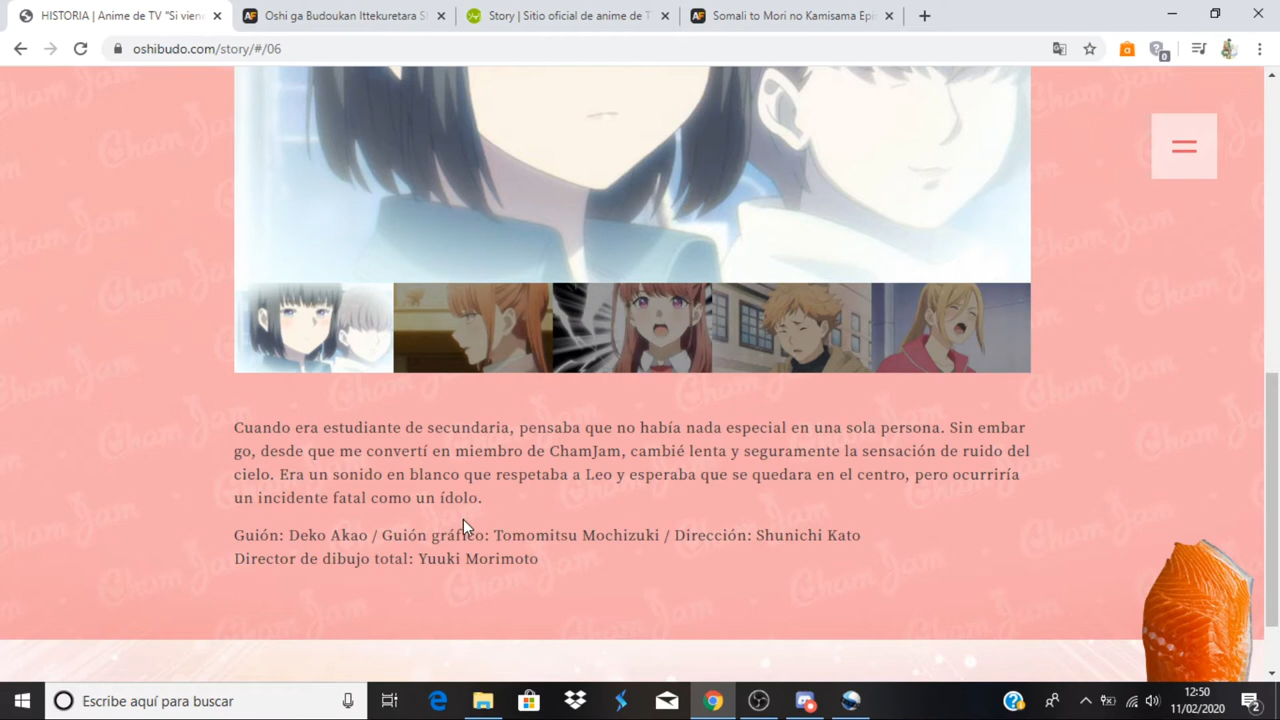 HISTORIA | Anime de TV "Si vien
Oshi ga Budoukan Ittekuretara S
Story | Sitio oficial de anime de T
Somali to Mori no Kamisama Epi
oshibudo.com/story/#/06
0
Cuando era estudiante de secundaria, pensaba que no había nada especial en una sola persona. Sin embar
go, desde que me convertí en miembro de ChamJam, cambié lenta y seguramente la sensación de ruido del
cielo. Era un sonido en blanco que respetaba a Leo y esperaba que se quedara en el centro, pero ocurriría
un incidente fatal como un ídolo.
Guión: Deko Akao / Guión gráfico: Tomomitsu Mochizuki / Dirección: Shunichi Kato
Director de dibujo total: Yuuki Morimoto
Cham Jam
Escribe aquí para buscar
12:50
11/02/2020
2